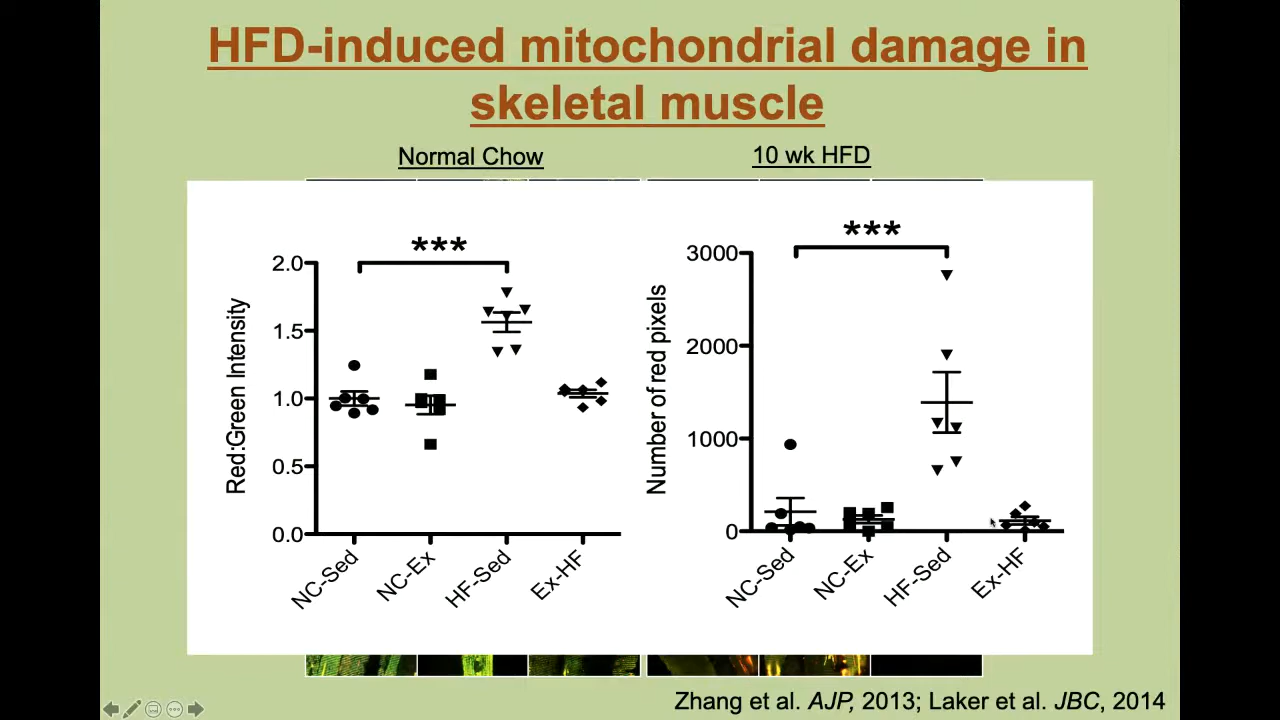 HFD-induced mitochondrial damage in
skeletal muscle
Normal Chow
10 wk HFD
***
2.0
1.5
1.0
0.5
0.0
Red:Green Intensity
NC-Sed
NC-Ex
HF-Sed
Ex-HF
***
3000
2000
1000
0
Number of red pixels
NC-Sed
NC-Ex
HF-Sed
Ex-HF
Zhang et al. AJP, 2013; Laker et al. JBC, 2014